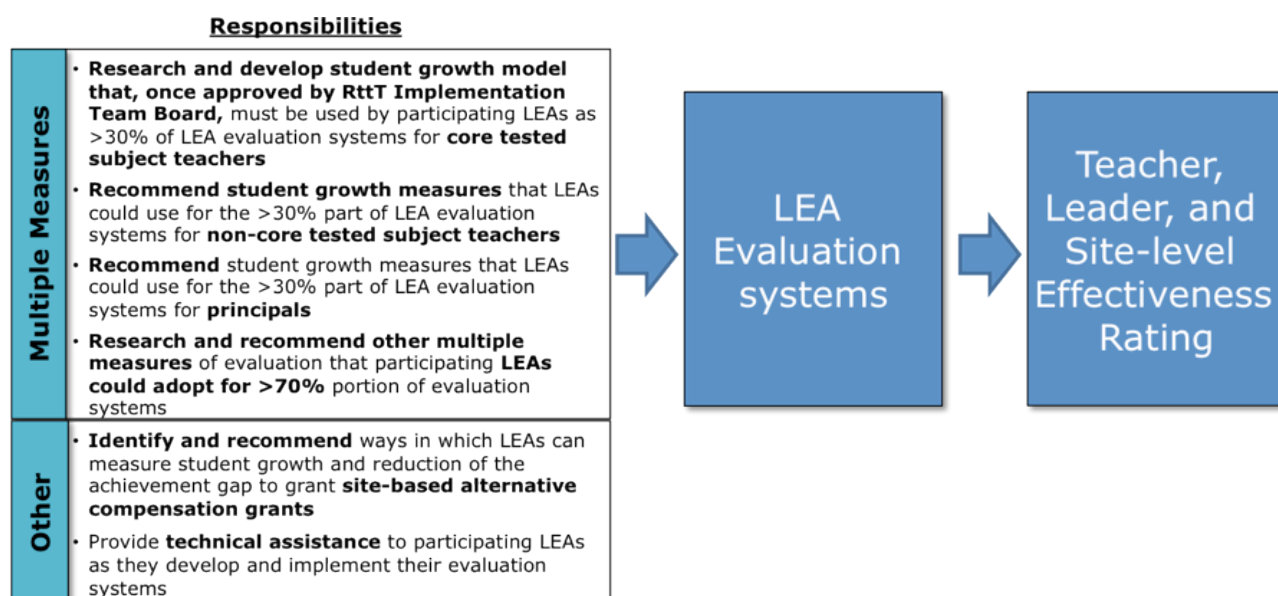 Responsibilities
Multiple Measures
• Research and develop student growth model
that, once approved by RttT Implementation
Team Board, must be used by participating LEAs as
>30% of LEA evaluation systems for core tested
subject teachers
• Recommend student growth measures that LEAs
could use for the >30% part of LEA evaluation
systems for non-core tested subject teachers
• Recommend student growth measures that LEAs
could use for the >30% part of LEA evaluation
systems for principals
• Research and recommend other multiple
measures of evaluation that participating LEAs
could adopt for >70% portion of evaluation
systems
Other
• Identify and recommend ways in which LEAs can
measure student growth and reduction of the
achievement gap to grant site-based alternative
compensation grants
• Provide technical assistance to participating LEAs
as they develop and implement their evaluation
systems
LEA
Evaluation
systems
Teacher,
Leader, and
Site-level
Effectiveness
Rating